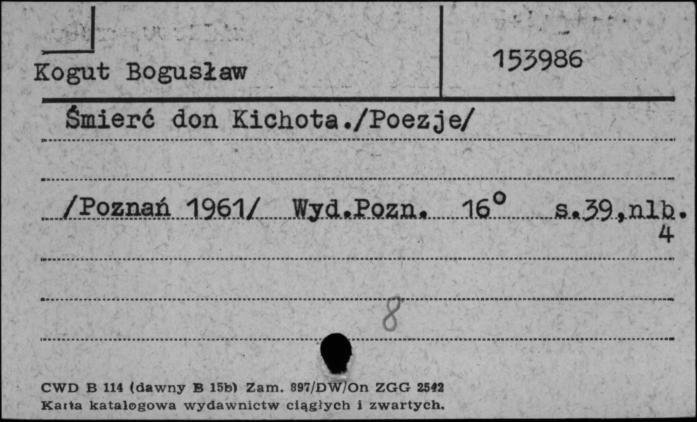 Kogut Bogusław
153986
Śmierć don Kichota./Poezje/
/Poznań 1961/ Wyd.Pozn. 16° s.39,nlb.
4
8
CWD B 114 (dawny B 15b) Zam. 897/DW/On ZGG 2542
Karta katalogowa wydawnictw ciągłych i zwartych.